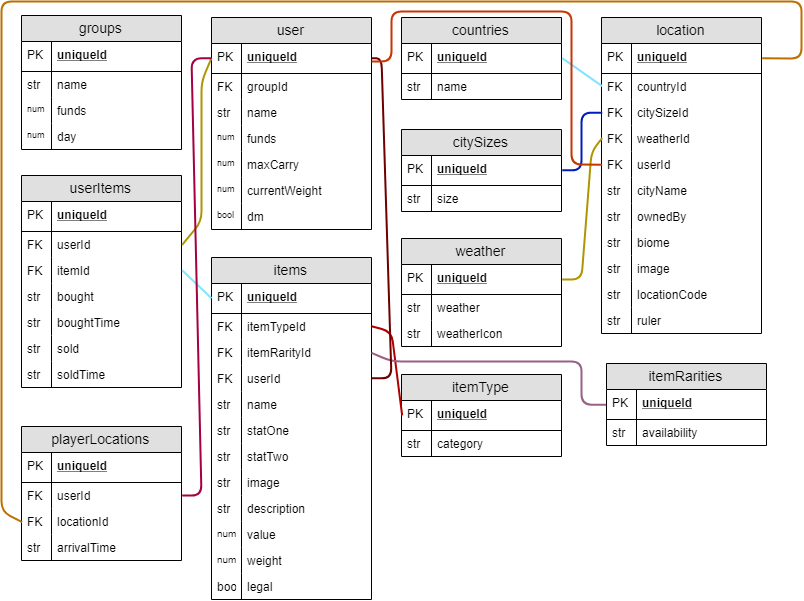 groups
PK uniqueId
str name
num funds
num day
userItems
PK uniqueId
FK userId
FK itemId
str bought
str boughtTime
str sold
str soldTime
playerLocations
PK uniqueId
FK userId
FK locationId
str arrivalTime
user
PK uniqueId
FK groupId
str name
num funds
num maxCarry
num currentWeight
bool dm
items
PK uniqueId
FK itemTypeId
FK itemRarityId
FK userId
str name
str statOne
str statTwo
str image
str description
num value
num weight
boo legal
countries
PK uniqueId
str name
citySizes
PK uniqueId
str size
weather
PK uniqueId
str weather
str weatherIcon
itemType
PK uniqueId
str category
location
PK uniqueId
FK countryId
FK citySizeId
FK weatherId
FK userId
str cityName
str ownedBy
str biome
str image
str locationCode
str ruler
itemRarities
PK uniqueId
str availability